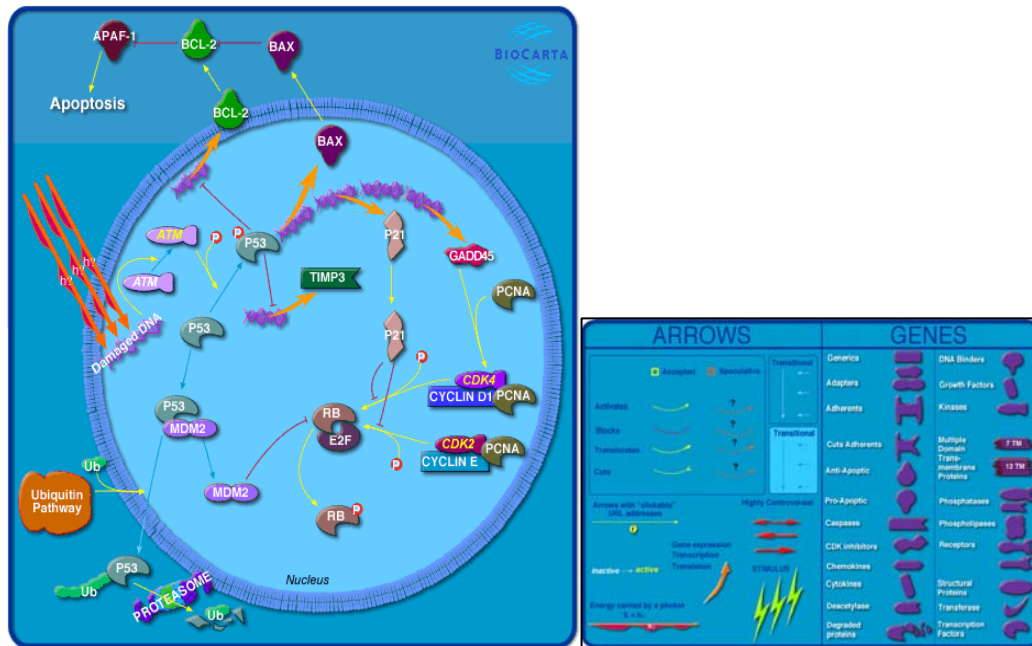 APAF-1
BCL-2
BAX
BIOCARTA
Apoptosis
BCL-2
BAX
h?
h?
h?
ATM
ATM
P
P
P53
P21
GADD45
TIMP3
PCNA
Damaged DNA
P53
P21
P
CDK4
CYCLIN D1
PCNA
P53
MDM2
RB
E2F
CDK2
CYCLIN E
PCNA
P
Ub
Ubiquitin
Pathway
MDM2
RB
P
P53
Ub
PROTEASOME
Ub
Nucleus
ARROWS
Accepted
Speculative
Activates
?
Blocks
?
Translocates
?
Cuts
?
Transitional
Transitional
Arrows with "clickable"
URL addresses
Highly Controversial
Gene expression
Transcription
Translation
inactive
active
STIMULUS
Energy carried by a photon
GENES
Generics
DNA Binders
Adapters
Growth Factors
Adherents
Kinases
Cuts Adherents
Multiple
Domain
Trans-
membrane
Proteins
7 TM
12 TM
Anti-Apoptic
Pro-Apoptic
Phosphatases
Caspases
Phospholipases
CDK inhibitors
Receptors
Chemokines
Cytokines
Structural
Proteins
Deacetylase
Transferase
Degraded
proteins
Transcription
Factors